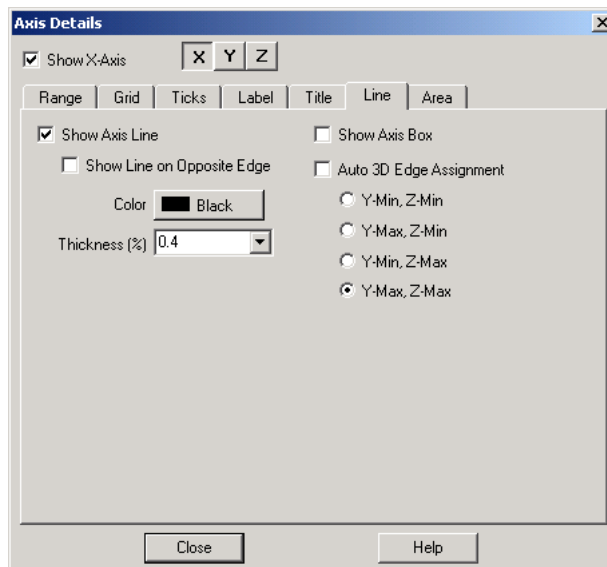 Axis Details
Show X-Axis X Y Z
Range Grid Ticks Label Title Line Area
Show Axis Line
Show Line on Opposite Edge
Color Black
Thickness (%) 0.4
Show Axis Box
Auto 3D Edge Assignment
Y-Min, Z-Min
Y-Max, Z-Min
Y-Min, Z-Max
Y-Max, Z-Max
Close Help